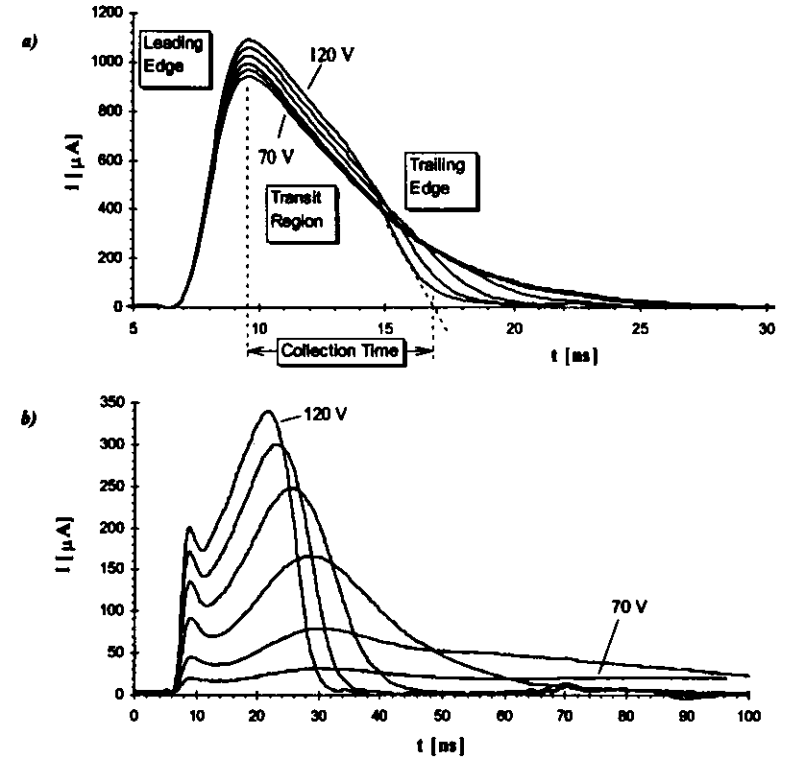 a)
I [µA]
1200
1000
800
600
400
200
0
Leading
Edge
120 V
70 V
Transit
Region
Trailing
Edge
5
10
15
20
25
30
Collection Time
t [ns]
b)
I [µA]
350
300
250
200
150
100
50
0
120 V
70 V
0
10
20
30
40
50
60
70
80
90
100
t [ns]